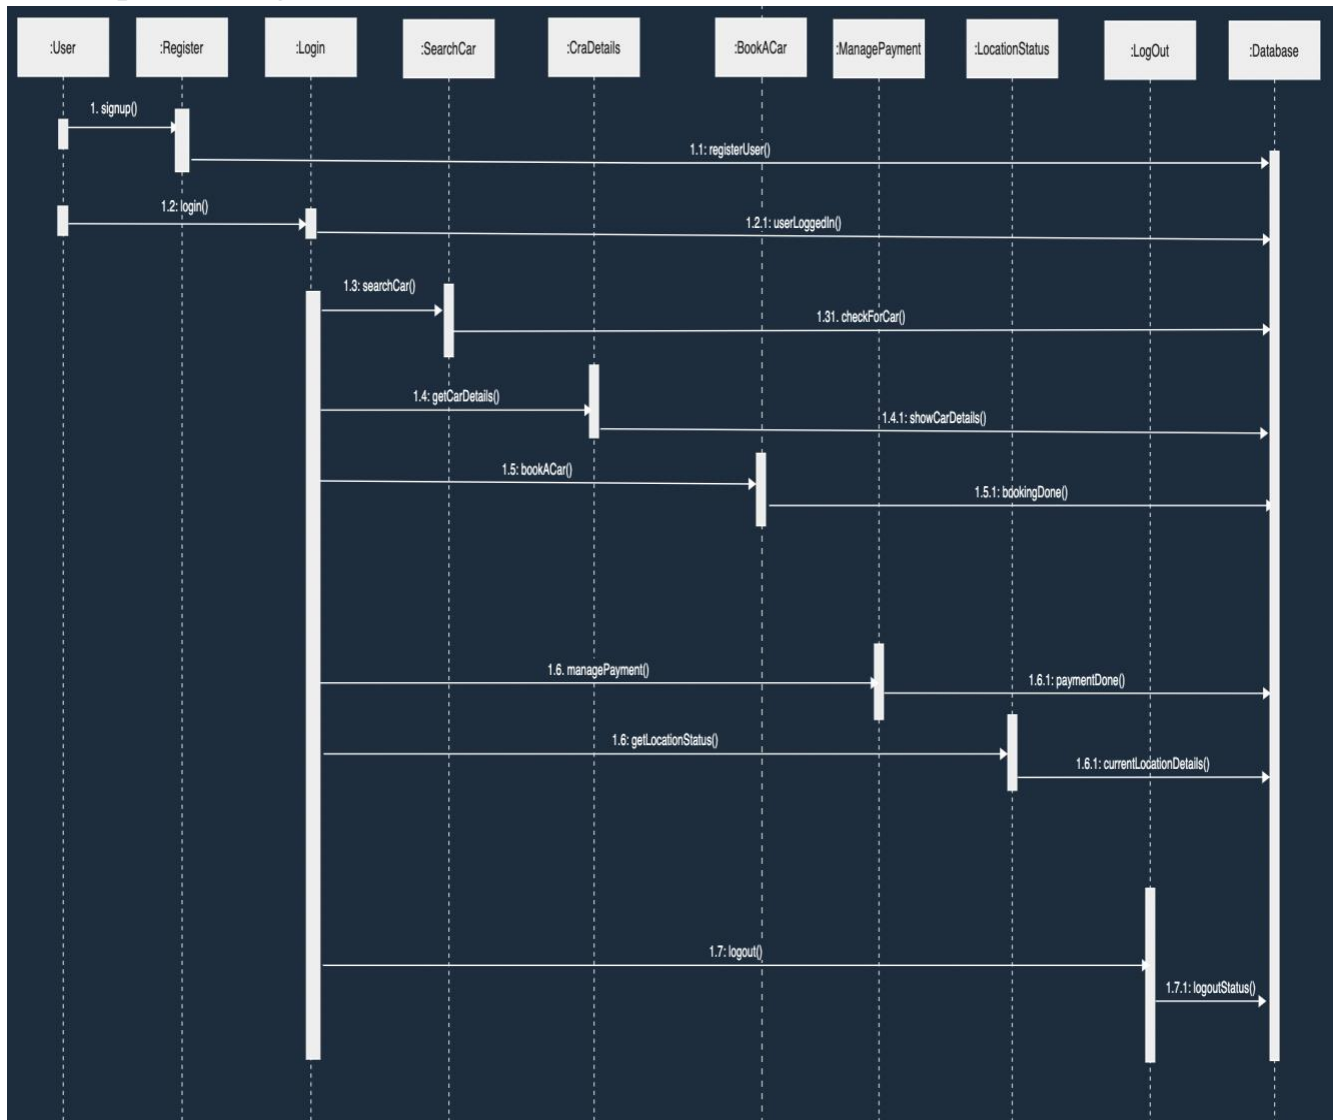 :User
:Register
:Login
:SearchCar
:CraDetails
:BookACar
:ManagePayment
:LocationStatus
:LogOut
:Database
1. signup()
1.1: registerUser()
1.2: login()
1.2.1: userLoggedIn()
1.3: searchCar()
1.31. checkForCar()
1.4: getCarDetails()
1.4.1: showCarDetails()
1.5: bookACar()
1.5.1: bookingDone()
1.6. managePayment()
1.6.1: paymentDone()
1.6: getLocationStatus()
1.6.1: currentLocationDetails()
1.7: logout()
1.7.1: logoutStatus()